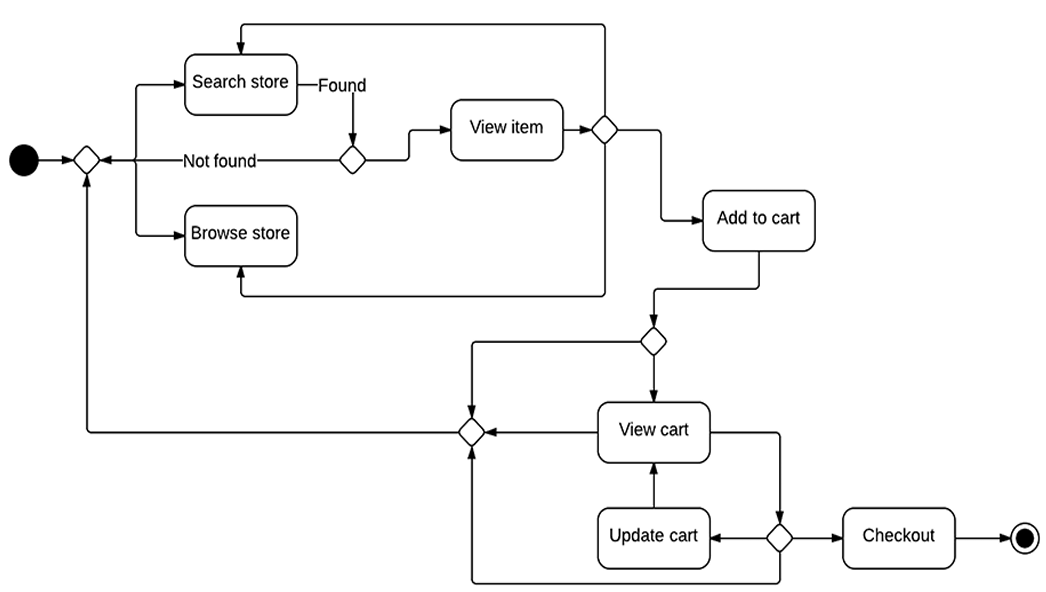 Search store
Found
View item
Not found
Add to cart
Browse store
View cart
Update cart
Checkout